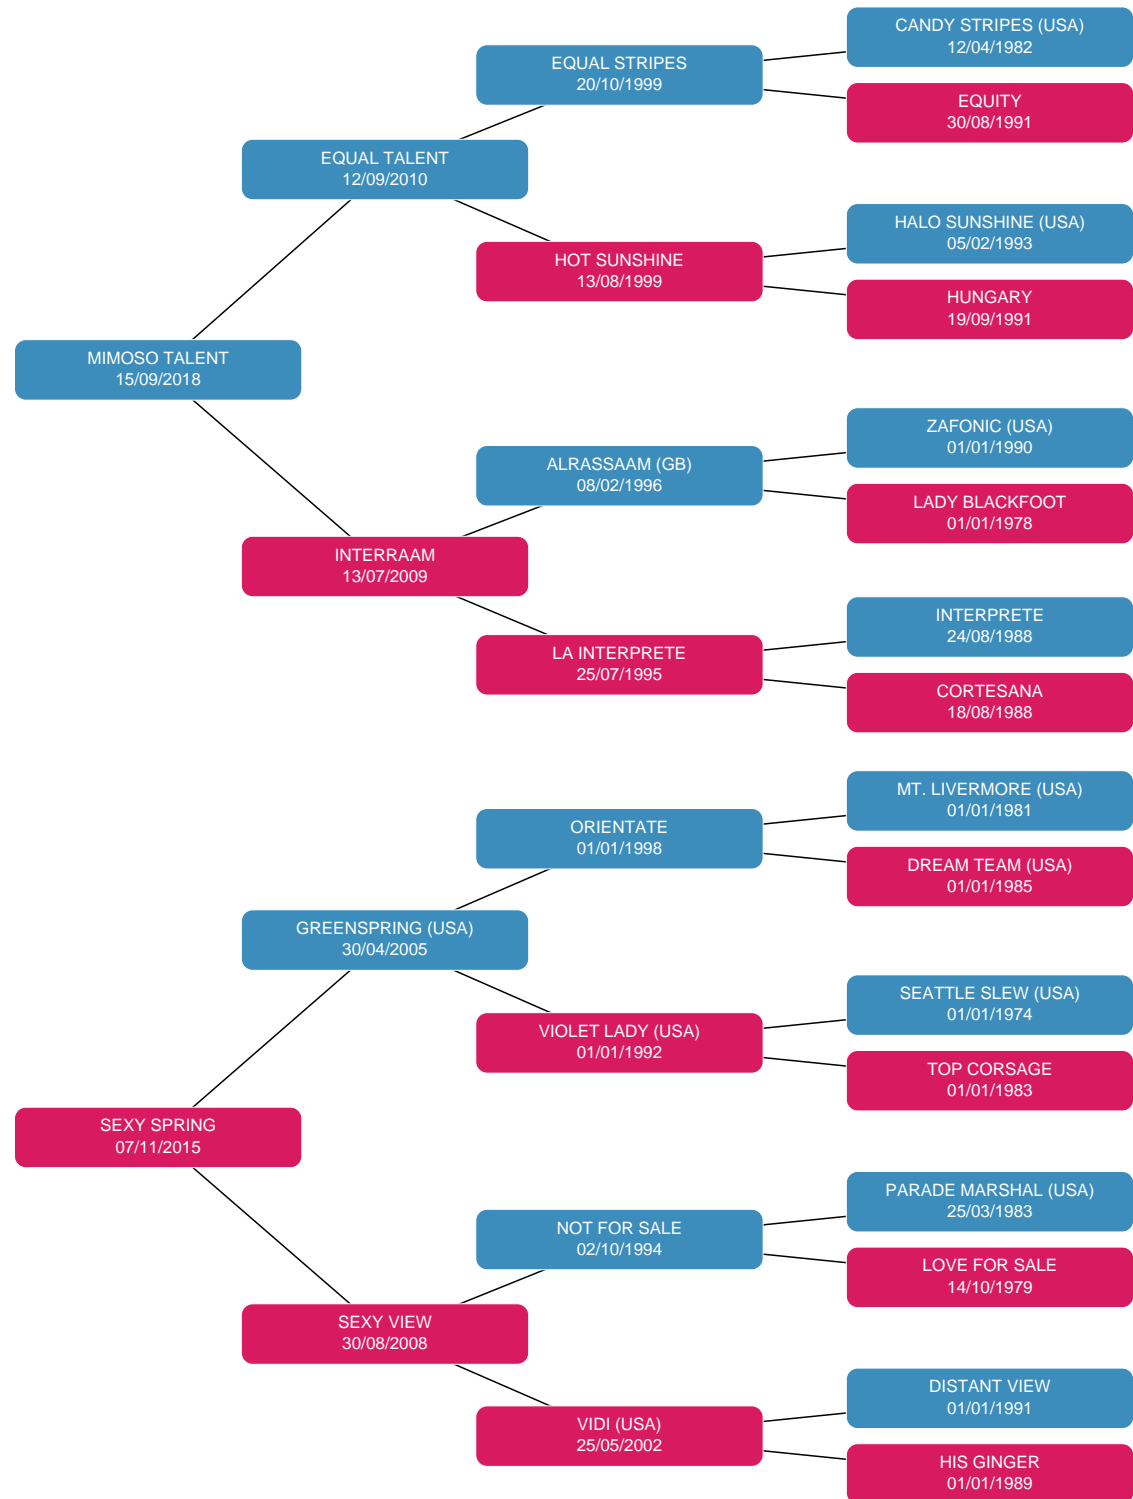 CANDY STRIPES (USA)
12/04/1982
EQUAL STRIPES
20/10/1999
EQUITY
30/08/1991
EQUAL TALENT
12/09/2010
HALO SUNSHINE (USA)
05/02/1993
HOT SUNSHINE
13/08/1999
HUNGARY
19/09/1991
MIMOSO TALENT
15/09/2018
ZAFONIC (USA)
01/01/1990
ALRASSAAM (GB)
08/02/1996
LADY BLACKFOOT
01/01/1978
INTERRAAM
13/07/2009
INTERPRETE
24/08/1988
LA INTERPRETE
25/07/1995
CORTESANA
18/08/1988
MT. LIVERMORE (USA)
01/01/1981
ORIENTATE
01/01/1998
DREAM TEAM (USA)
01/01/1985
GREENSPRING (USA)
30/04/2005
SEATTLE SLEW (USA)
01/01/1974
VIOLET LADY (USA)
01/01/1992
TOP CORSAGE
01/01/1983
SEXY SPRING
07/11/2015
PARADE MARSHAL (USA)
25/03/1983
NOT FOR SALE
02/10/1994
LOVE FOR SALE
14/10/1979
SEXY VIEW
30/08/2008
DISTANT VIEW
01/01/1991
VIDI (USA)
25/05/2002
HIS GINGER
01/01/1989